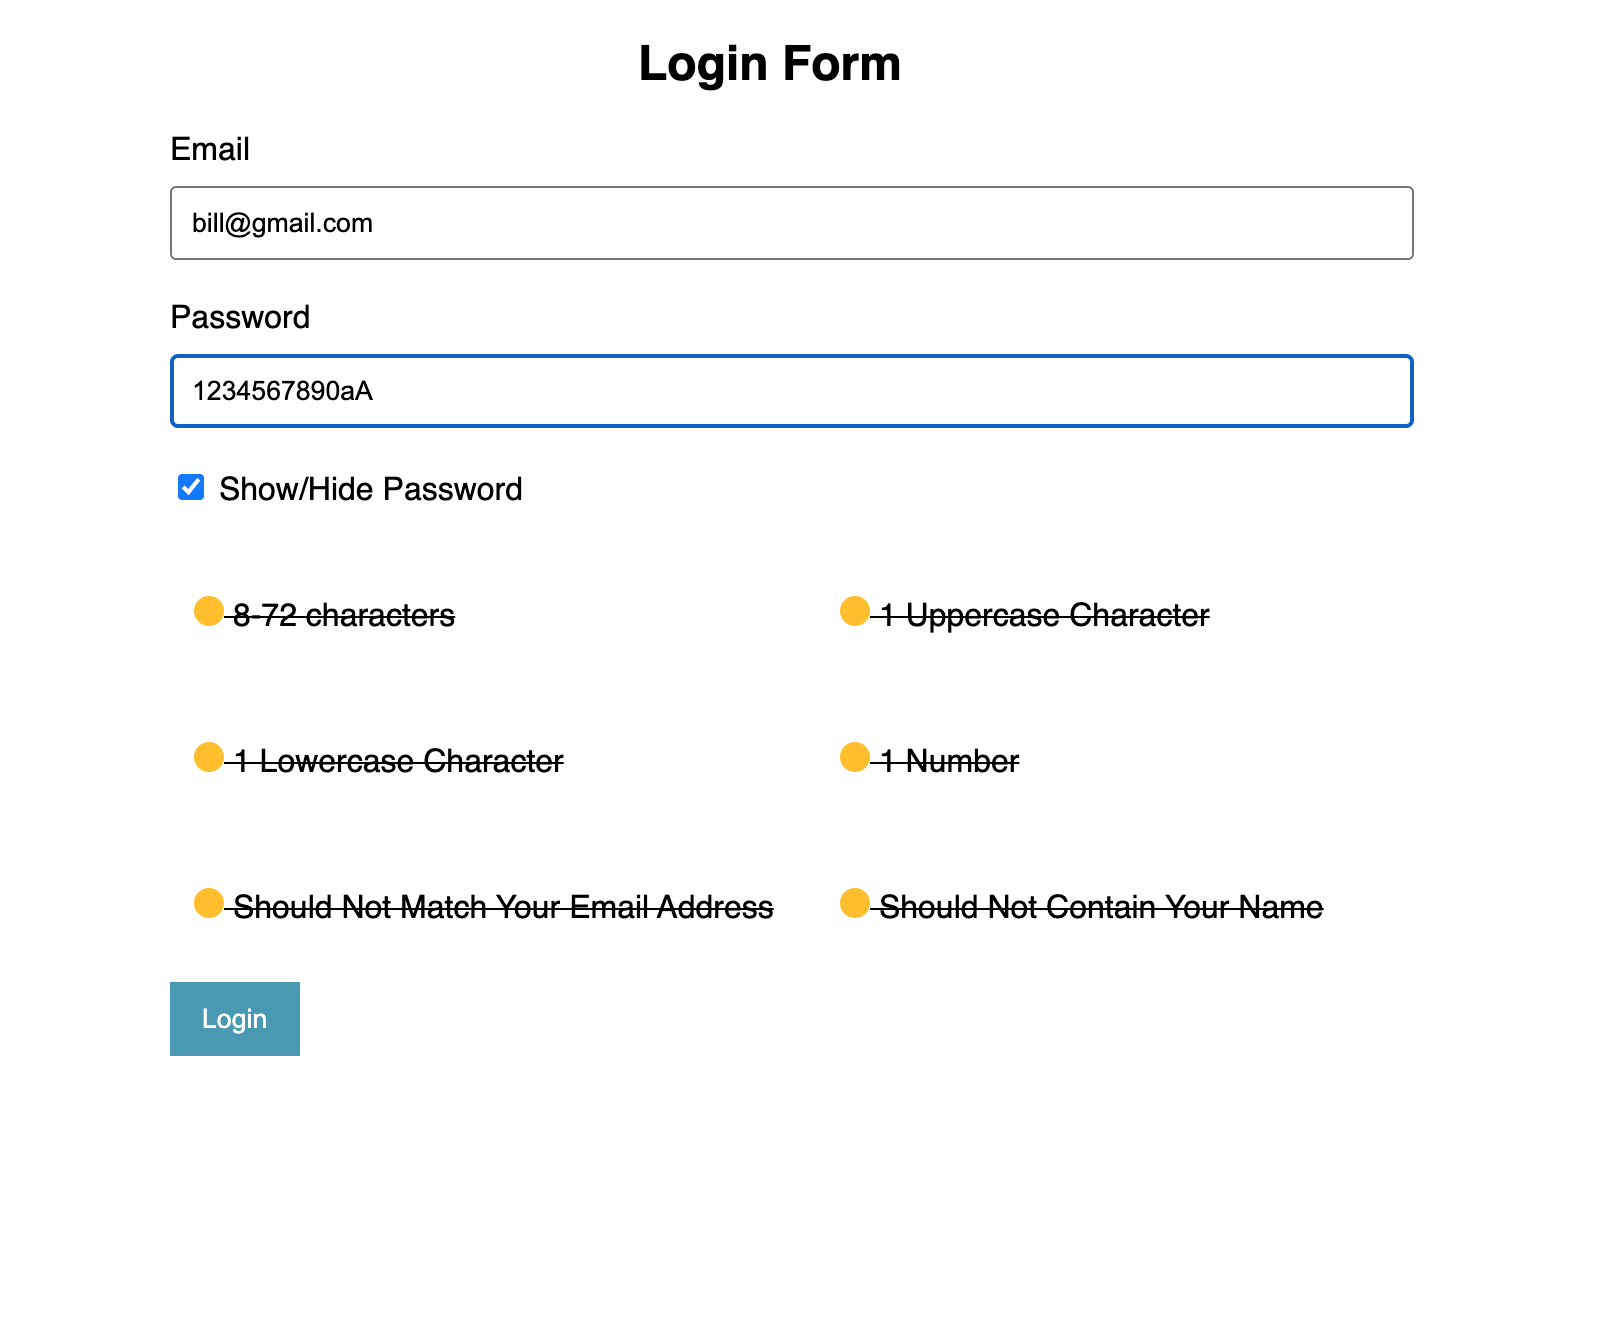 Login Form
Email
bill@gmail.com
Password
1234567890aA
Show/Hide Password
8-72 characters
1 Uppercase Character
1 Lowercase Character
1 Number
Should Not Match Your Email Address
Should Not Contain Your Name
Login